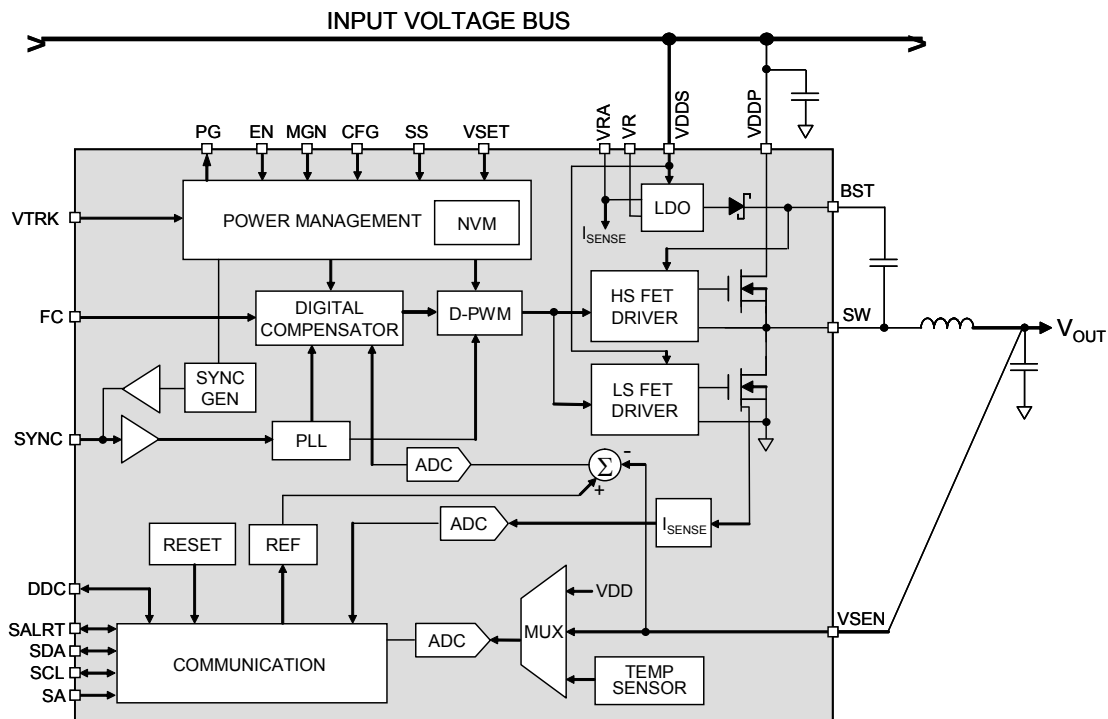 INPUT VOLTAGE BUS
VRA
VR
VDDS
VDDP
PG
EN
MGN
CFG
SS
VSET
VTRK
POWER MANAGEMENT
NVM
LDO
BST
ISENSE
FC
DIGITAL
COMPENSATOR
D-PWM
HS FET
DRIVER
SW
VOUT
SYNC
GEN
LS FET
DRIVER
SYNC
PLL
ADC
Σ
-
+
RESET
REF
ADC
ISENSE
DDC
VDD
SALRT
SDA
SCL
SA
COMMUNICATION
ADC
MUX
VSEN
TEMP
SENSOR